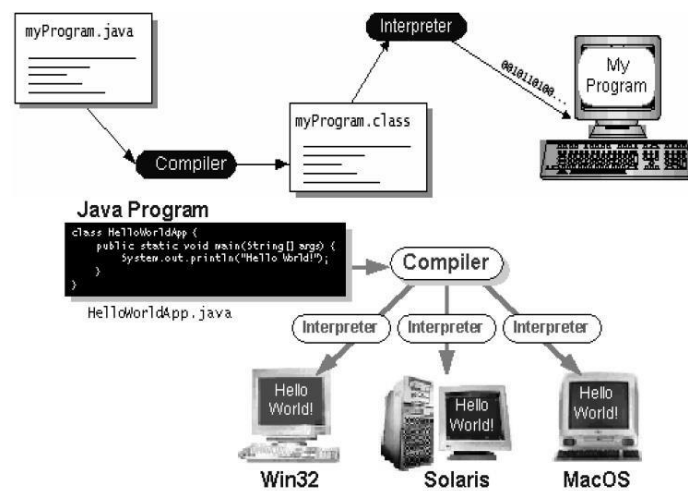 myProgram.java
Interpreter
0010110100...
My
Program
myProgram.class
Compiler
Java Program
class HelloWorldApp {
public static void main(String[] args) {
System.out.println("Hello World!");
}
}
HelloWorldApp.java
Compiler
Interpreter
Interpreter
Interpreter
Hello
World!
Hello
World!
Hello
World!
Win32
Solaris
MacOS